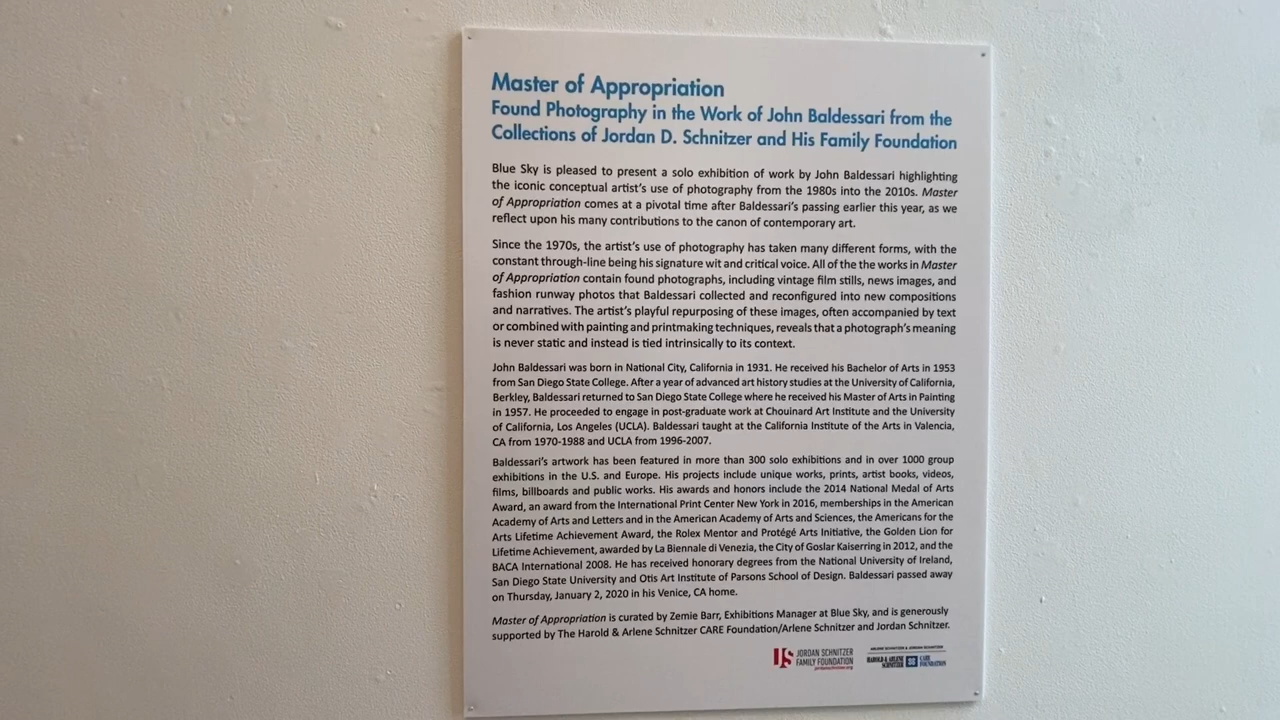 Master of Appropriation
Found Photography in the Work of John Baldessari from the
Collections of Jordan D. Schnitzer and His Family Foundation
Blue Sky is pleased to present a solo exhibition of work by John Baldessari highlighting
the iconic conceptual artist's use of photography from the 1980s into the 2010s. Master
of Appropriation comes at a pivotal time after Baldessari's passing earlier this year, as we
reflect upon his many contributions to the canon of contemporary art.
Since the 1970s, the artist's use of photography has taken many different forms, with the
constant through-line being his signature wit and critical voice. All of the the works in Master
of Appropriation contain found photographs, including vintage film stills, news images, and
fashion runway photos that Baldessari collected and reconfigured into new compositions
and narratives. The artist's playful repurposing of these images, often accompanied by text
or combined with painting and printmaking techniques, reveals that a photograph's meaning
is never static and instead is tied intrinsically to its context.
John Baldessari was born in National City, California in 1931. He received his Bachelor of Arts in 1953
from San Diego State College. After a year of advanced art history studies at the University of California,
Berkley, Baldessari returned to San Diego State College where he received his Master of Arts in Painting
in 1957. He proceeded to engage in post-graduate work at Chouinard Art Institute and the University
of California, Los Angeles (UCLA). Baldessari taught at the California Institute of the Arts in Valencia,
CA from 1970-1988 and UCLA from 1996-2007.
Baldessari's artwork has been featured in more than 300 solo exhibitions and in over 1000 group
exhibitions in the U.S. and Europe. His projects include unique works, prints, artist books, videos,
films, billboards and public works. His awards and honors include the 2014 National Medal of Arts
Award, an award from the International Print Center New York in 2016, memberships in the American
Academy of Arts and Letters and in the American Academy of Arts and Sciences, the Americans for the
Arts Lifetime Achievement Award, the Rolex Mentor and Protégé Arts Initiative, the Golden Lion for
Lifetime Achievement, awarded by La Biennale di Venezia, the City of Goslar Kaiserring in 2012, and the
BACA International 2008. He has received honorary degrees from the National University of Ireland,
San Diego State University and Otis Art Institute of Parsons School of Design. Baldessari passed away
on Thursday, January 2, 2020 in his Venice, CA home.
Master of Appropriation is curated by Zemie Barr, Exhibitions Manager at Blue Sky, and is generously
supported by The Harold & Arlene Schnitzer CARE Foundation/Arlene Schnitzer and Jordan Schnitzer.
JORDAN SCHNITZER
FAMILY FOUNDATION
jordanschnitzer.org
ARLENE SCHNITZER & JORDAN SCHNITZER
HAROLD & ARLENE
SCHNITZER
CARE
FOUNDATION